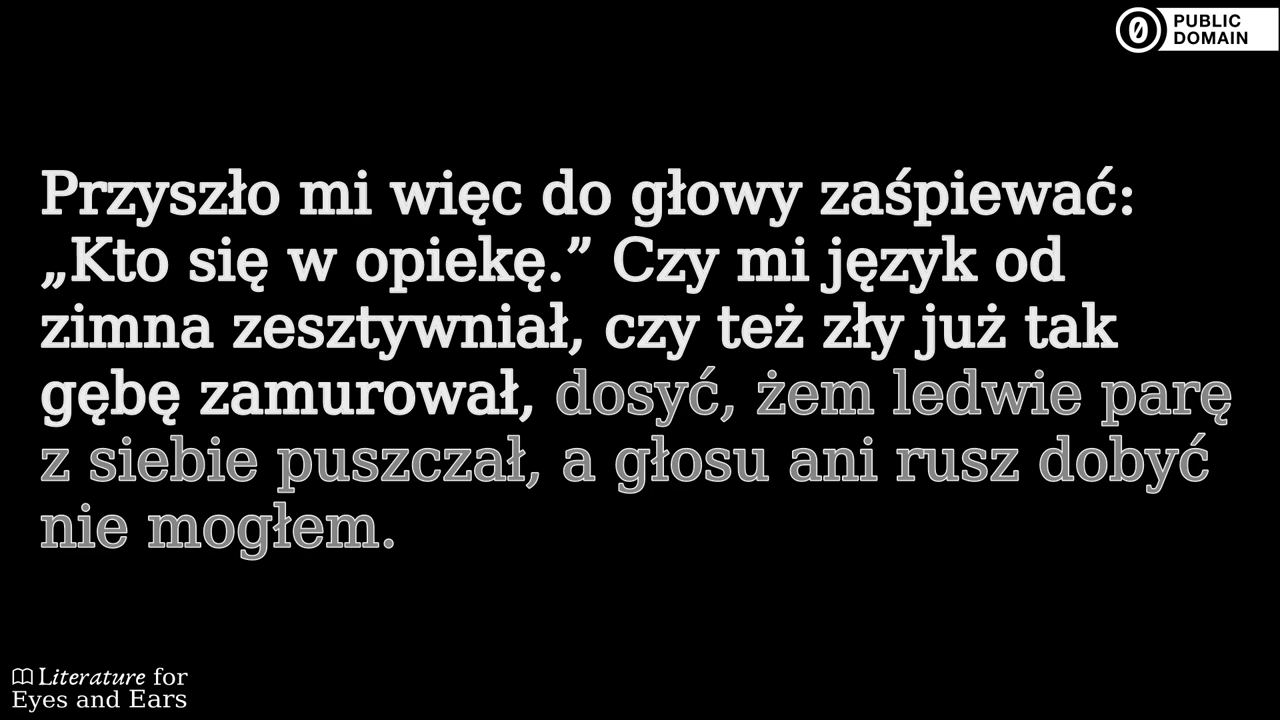 PUBLIC
DOMAIN
Przyszło mi więc do głowy zaśpiewać:
„Kto się w opiekę.” Czy mi język od
zimna zesztywniał, czy też zły już tak
gębę zamurował, dosyć, żem ledwie parę
z siebie puszczał, a głosu ani rusz dobyć
nie mogłem.
Literature for
Eyes and Ears